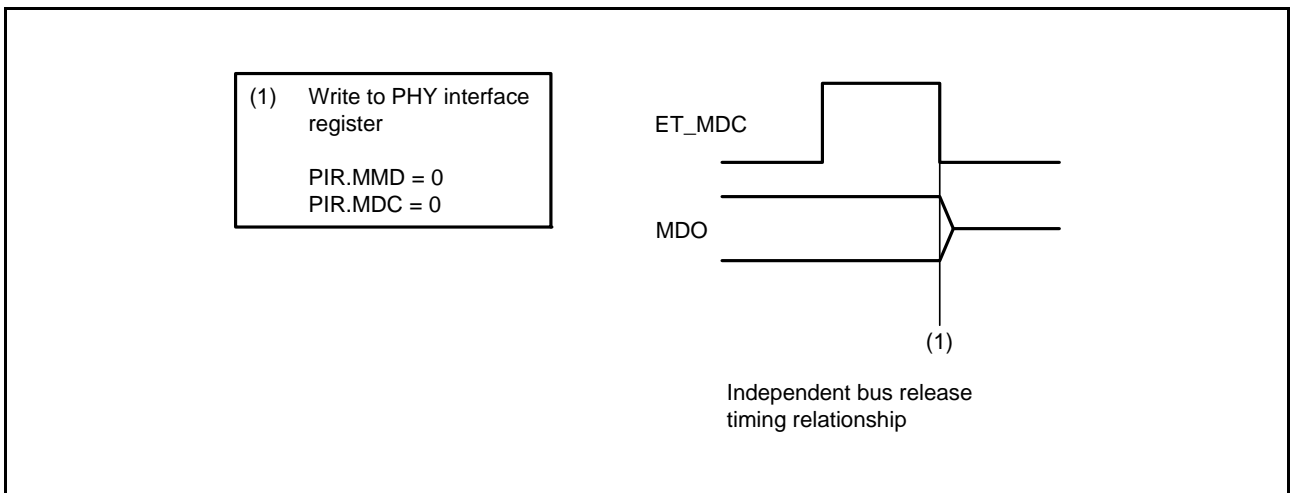 (1) Write to PHY interface
register
PIR.MMD = 0
PIR.MDC = 0
ET_MDC
MDO
(1)
Independent bus release
timing relationship